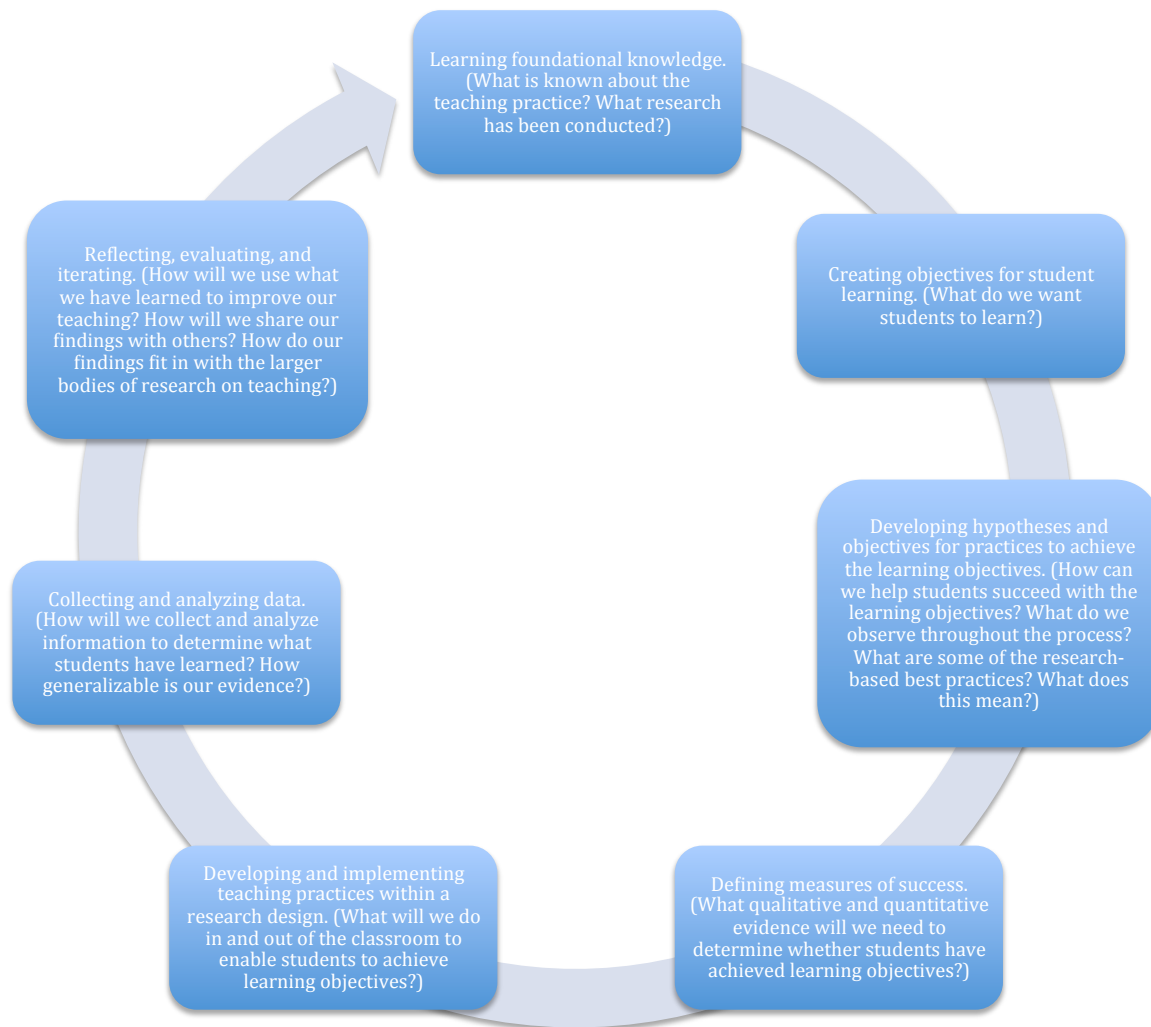 Learning foundational knowledge.
(What is known about the
teaching practice? What research
has been conducted?)
Creating objectives for student
learning. (What do we want
students to learn?)
Developing hypotheses and
objectives for practices to achieve
the learning objectives. (How can
we help students succeed with the
learning objectives? What do we
observe throughout the process?
What are some of the research-
based best practices? What does
this mean?)
Defining measures of success.
(What qualitative and quantitative
evidence will we need to
determine whether students have
achieved learning objectives?)
Developing and implementing
teaching practices within a
research design. (What will we do
in and out of the classroom to
enable students to achieve
learning objectives?)
Collecting and analyzing data.
(How will we collect and analyze
information to determine what
students have learned? How
generalizable is our evidence?)
Reflecting, evaluating, and
iterating. (How will we use what
we have learned to improve our
teaching? How will we share our
findings with others? How do our
findings fit in with the larger
bodies of research on teaching?)